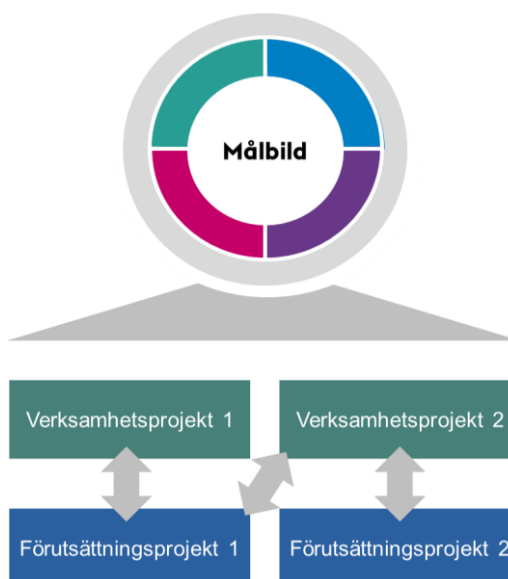 Målbild
Verksamhetsprojekt 1
Verksamhetsprojekt 2
Förutsättningsprojekt 1
Förutsättningsprojekt 2